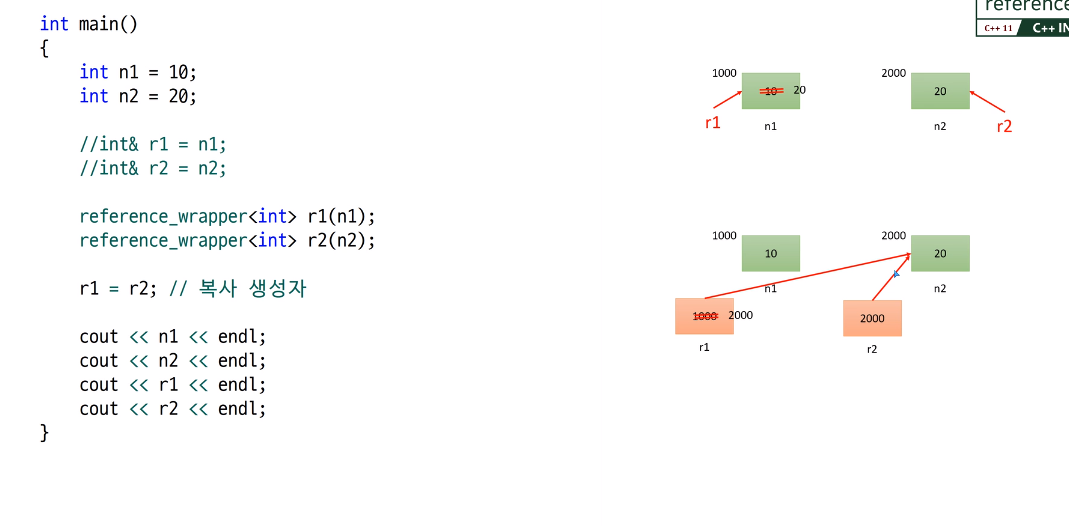 reference
C++ 11
C++ IN
int main()
{
int n1 = 10;
int n2 = 20;
//int& r1 = n1;
//int& r2 = n2;
reference_wrapper<int> r1(n1);
reference_wrapper<int> r2(n2);
r1 = r2; // 복사 생성자
cout << n1 << endl;
cout << n2 << endl;
cout << r1 << endl;
cout << r2 << endl;
}
1000
10
20
r1
n1
2000
20
n2
r2
1000
10
n1
2000
20
n2
1000
2000
r1
2000
r2